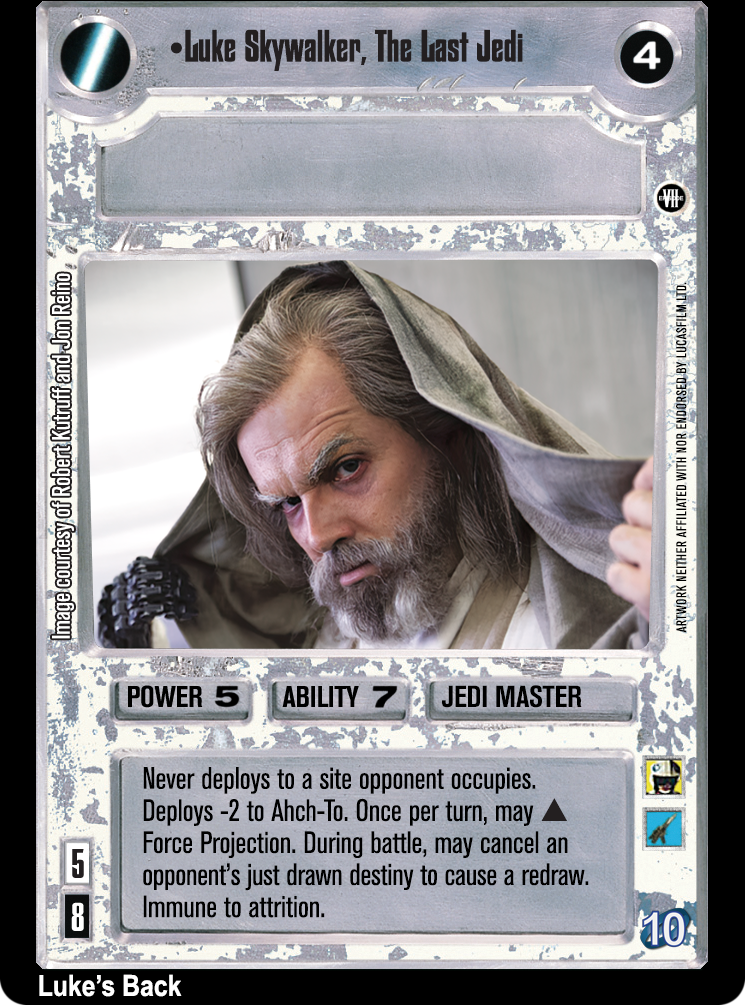 •Luke Skywalker, The Last Jedi
4
EPISODE VII
Image courtesy of Robert Kutruff and Jon Reino
ARTWORK NEITHER AFFILIATED WITH NOR ENDORSED BY LUCASFILM LTD.
POWER 5 ABILITY 7 JEDI MASTER
Never deploys to a site opponent occupies.
Deploys -2 to Ahch-To. Once per turn, may ▲
Force Projection. During battle, may cancel an
opponent's just drawn destiny to cause a redraw.
Immune to attrition.
5
8
10
Luke's Back